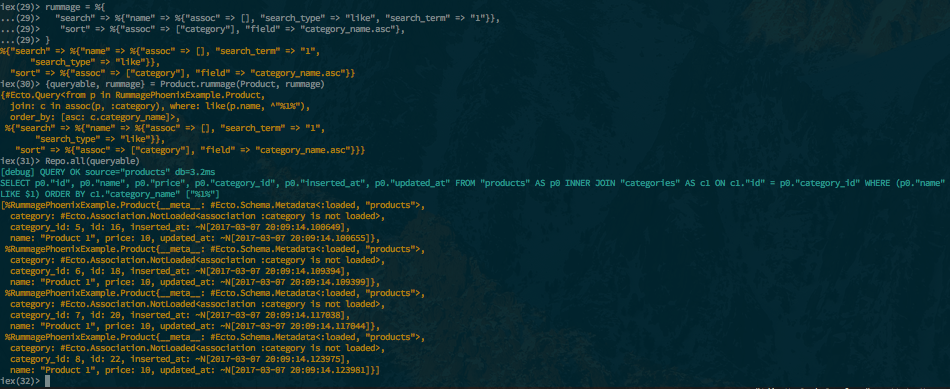 iex(29)> rummage = %{
...(29)>   "search" => %{"name" => %{"assoc" => [], "search_type" => "like", "search_term" => "1"}},
...(29)>     "sort" => %{"assoc" => ["category"], "field" => "category_name.asc"},
...(29)> }
%{"search" => %{"name" => %{"assoc" => [], "search_term" => "1",
      "search_type" => "like"}},
  "sort" => %{"assoc" => ["category"], "field" => "category_name.asc"}}
iex(30)> {queryable, rummage} = Product.rummage(Product, rummage)
{#Ecto.Query<from p in RummagePhoenixExample.Product,
  join: c in assoc(p, :category), where: like(p.name, ^"%1%"),
  order_by: [asc: c.category_name]>,
 %{"search" => %{"name" => %{"assoc" => [], "search_term" => "1",
       "search_type" => "like"}},
   "sort" => %{"assoc" => ["category"], "field" => "category_name.asc"}}}
iex(31)> Repo.all(queryable)
[debug] QUERY OK source="products" db=3.2ms
SELECT p0."id", p0."name", p0."price", p0."category_id", p0."inserted_at", p0."updated_at" FROM "products" AS p0 INNER JOIN "categories" AS c1 ON c1."id" = p0."category_id" WHERE (p0."name"
LIKE $1) ORDER BY c1."category_name" ["%1%"]
[%RummagePhoenixExample.Product{__meta__: #Ecto.Schema.Metadata<:loaded, "products">,
  category: #Ecto.Association.NotLoaded<association :category is not loaded>,
  category_id: 5, id: 16, inserted_at: ~N[2017-03-07 20:09:14.100649],
  name: "Product 1", price: 10, updated_at: ~N[2017-03-07 20:09:14.100655]},
 %RummagePhoenixExample.Product{__meta__: #Ecto.Schema.Metadata<:loaded, "products">,
  category: #Ecto.Association.NotLoaded<association :category is not loaded>,
  category_id: 6, id: 18, inserted_at: ~N[2017-03-07 20:09:14.109394],
  name: "Product 1", price: 10, updated_at: ~N[2017-03-07 20:09:14.109399]},
 %RummagePhoenixExample.Product{__meta__: #Ecto.Schema.Metadata<:loaded, "products">,
  category: #Ecto.Association.NotLoaded<association :category is not loaded>,
  category_id: 7, id: 20, inserted_at: ~N[2017-03-07 20:09:14.117038],
  name: "Product 1", price: 10, updated_at: ~N[2017-03-07 20:09:14.117044]},
 %RummagePhoenixExample.Product{__meta__: #Ecto.Schema.Metadata<:loaded, "products">,
  category: #Ecto.Association.NotLoaded<association :category is not loaded>,
  category_id: 8, id: 22, inserted_at: ~N[2017-03-07 20:09:14.123975],
  name: "Product 1", price: 10, updated_at: ~N[2017-03-07 20:09:14.123981]}]
iex(32)>